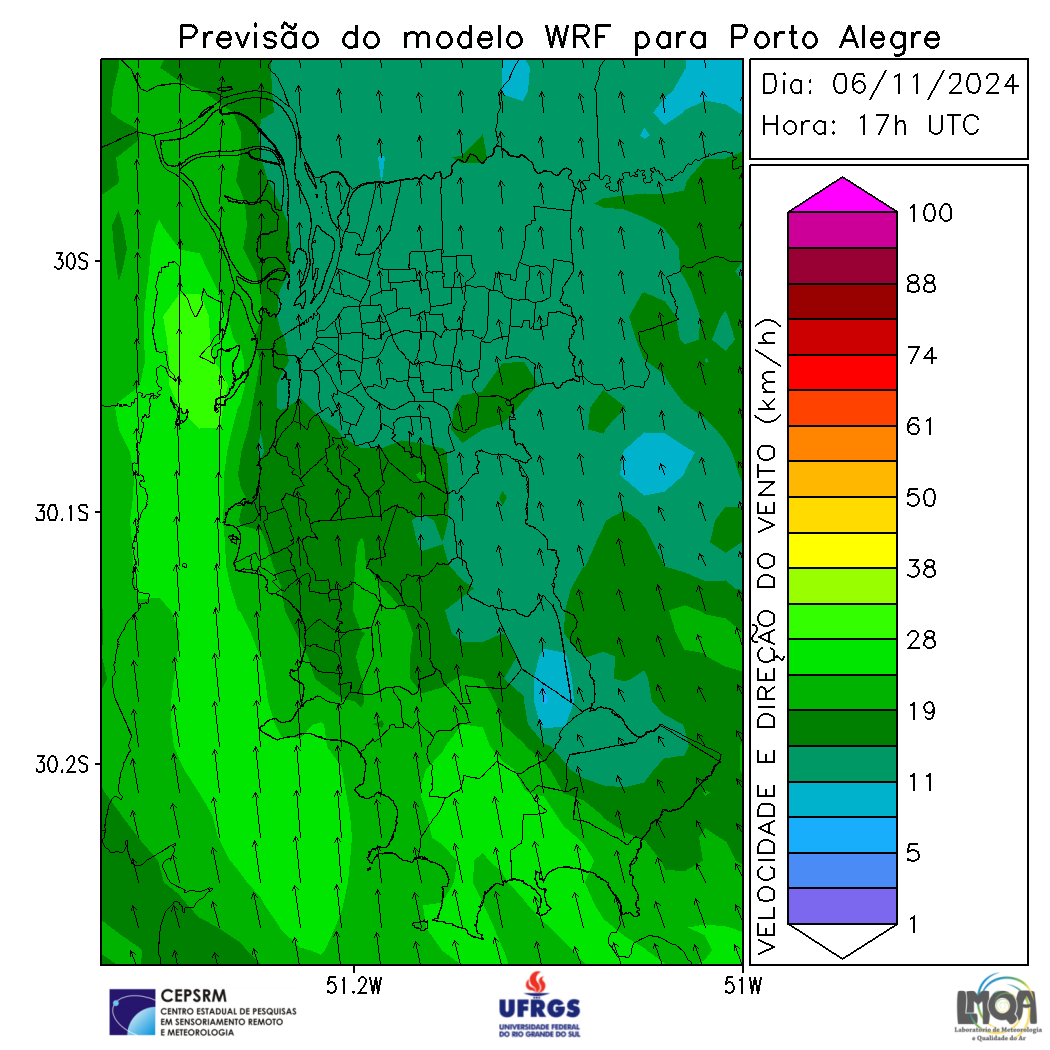 Previsão do modelo WRF para Porto Alegre
Dia: 06/11/2024
Hora: 17h UTC
30S
30.1S
30.2S
51.2W
51W
VELOCIDADE E DIREÇÃO DO VENTO (km/h)
100
88
74
61
50
38
28
19
11
5
1
CEPSRM
CENTRO ESTADUAL DE PESQUISAS
EM SENSORIAMENTO REMOTO
E METEOROLOGIA
UFRGS
UNIVERSIDADE FEDERAL
DO RIO GRANDE DO SUL
LMQA
Laboratório de Meteorologia
e Qualidade do Ar